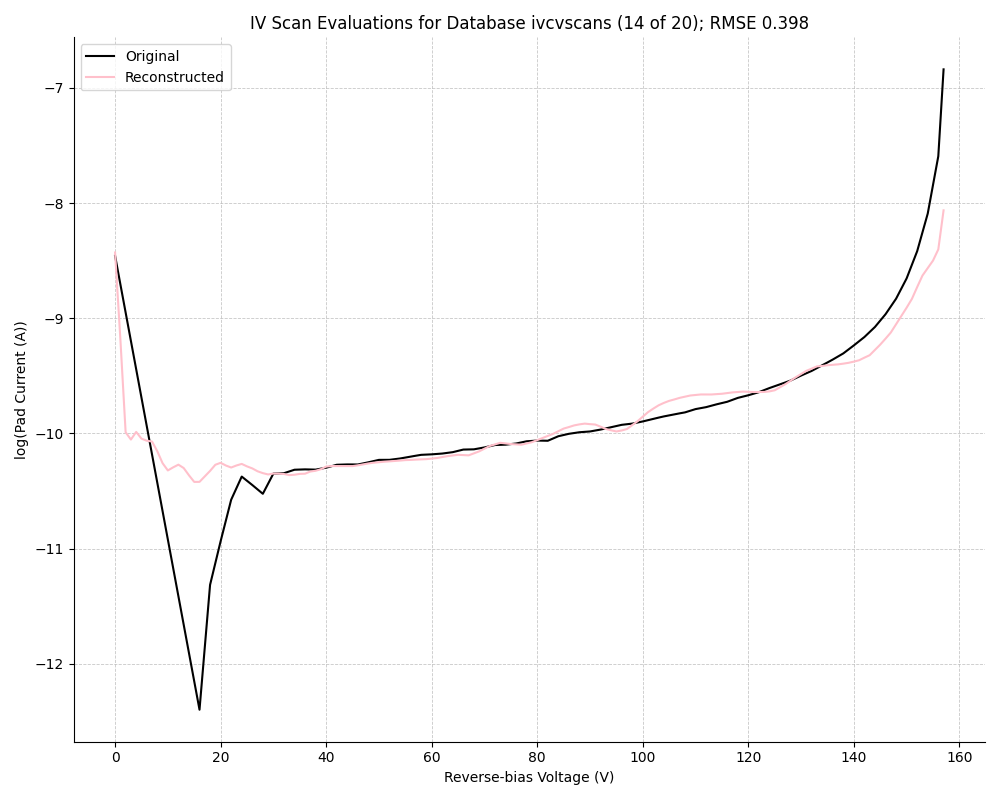 IV Scan Evaluations for Database ivcvscans (14 of 20); RMSE 0.398
Original
Reconstructed
−7
−8
−9
−10
−11
−12
log(Pad Current (A))
0 20 40 60 80 100 120 140 160
Reverse-bias Voltage (V)